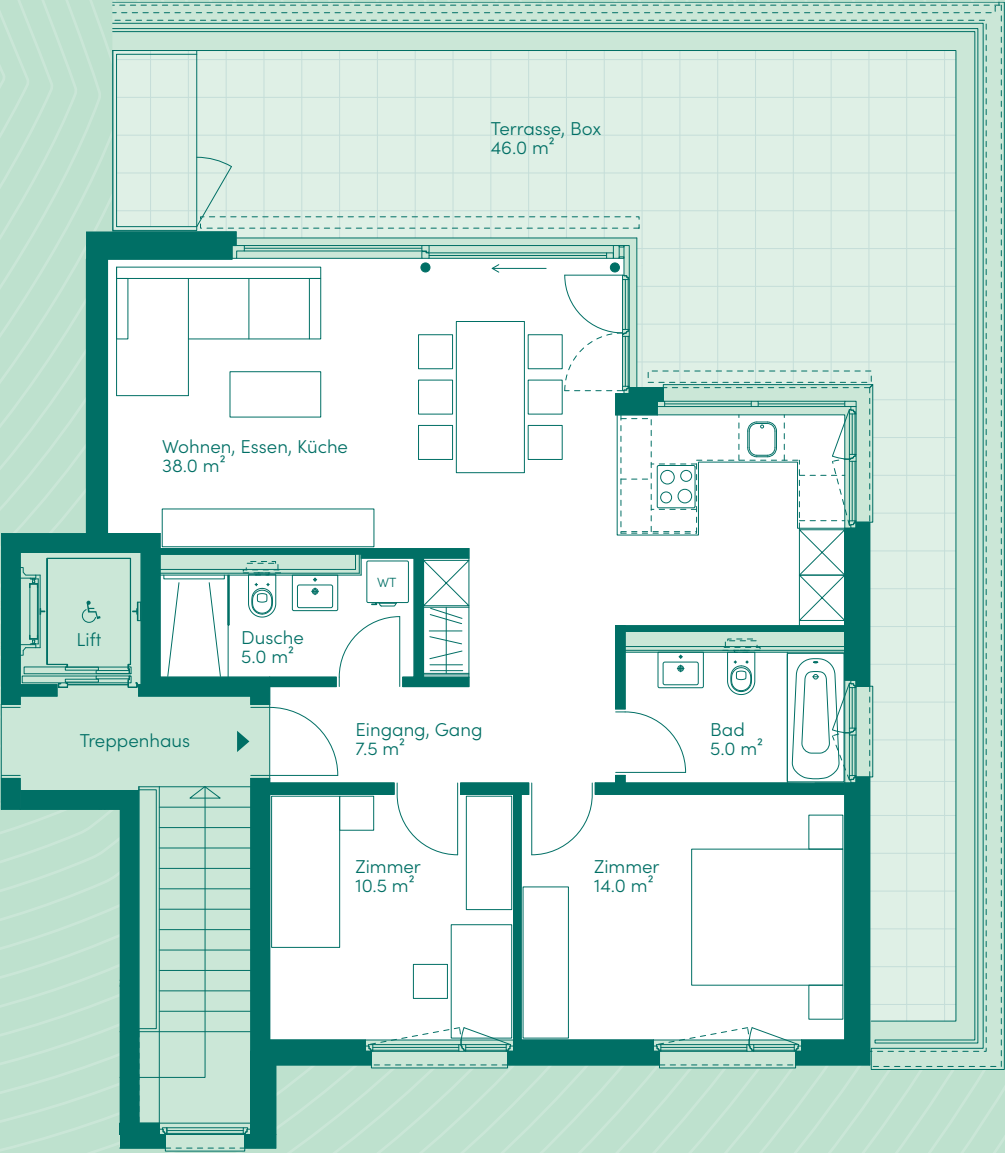 Terrasse, Box
46.0 m²
Wohnen, Essen, Küche
38.0 m²
WT
Lift
Dusche
5.0 m²
Treppenhaus
Eingang, Gang
7.5 m²
Bad
5.0 m²
Zimmer
10.5 m²
Zimmer
14.0 m²